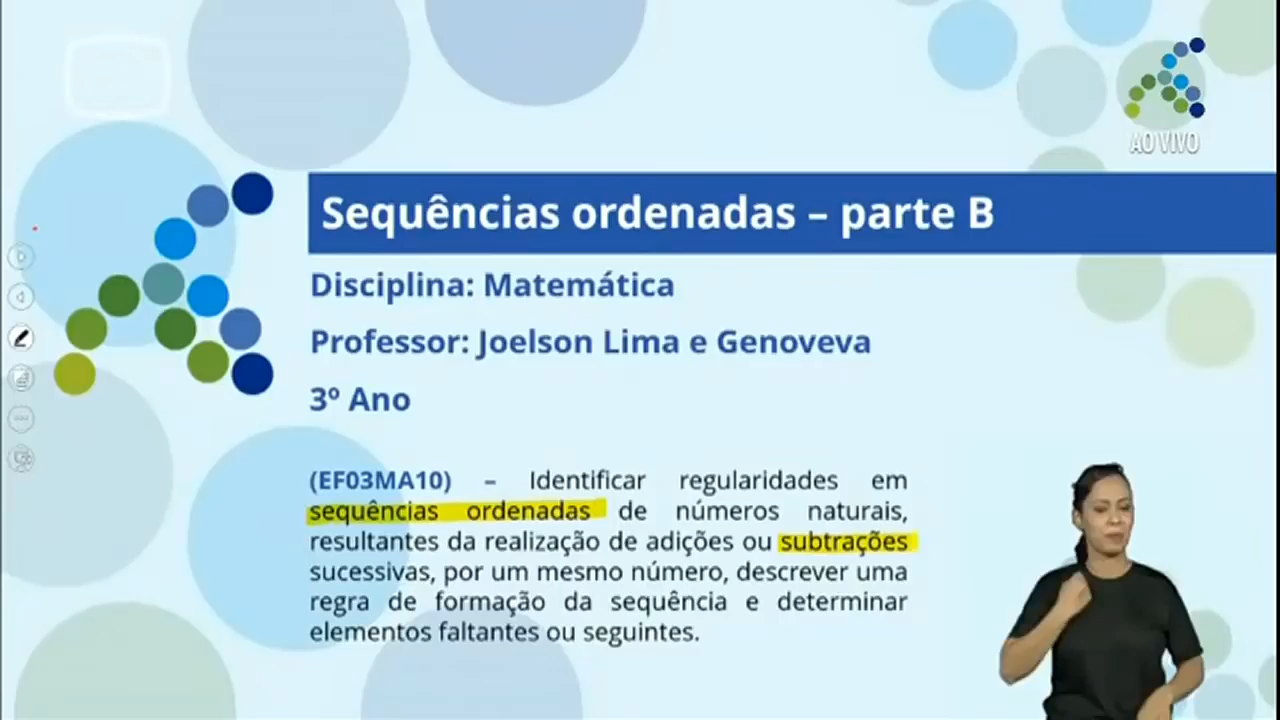 AO VIVO
Sequências ordenadas – parte B
Disciplina: Matemática
Professor: Joelson Lima e Genoveva
3º Ano
(EF03MA10) – Identificar regularidades em
sequências ordenadas de números naturais,
resultantes da realização de adições ou subtrações
sucessivas, por um mesmo número, descrever uma
regra de formação da sequência e determinar
elementos faltantes ou seguintes.